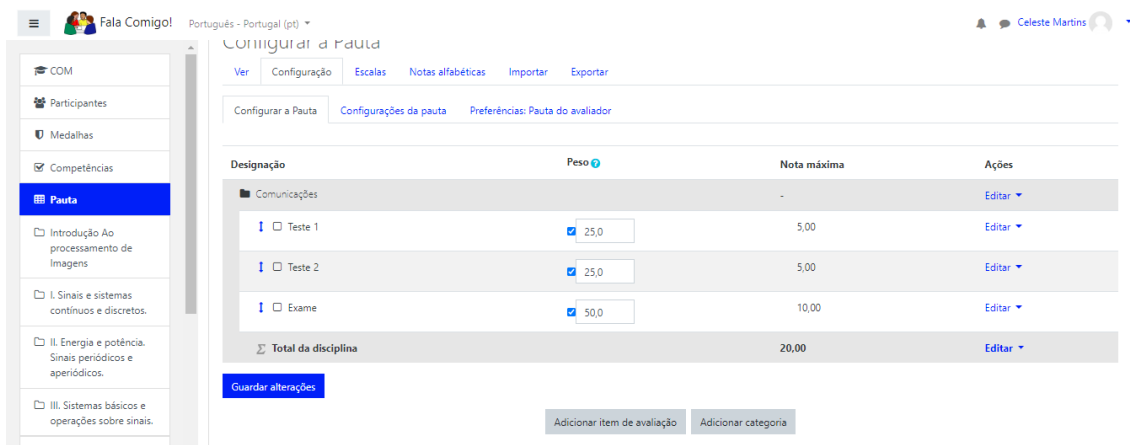 Fala Comigo! Português - Portugal (pt)
Celeste Martins
Configurar a Pauta
COM
Participantes
Medalhas
Competências
Pauta
Introdução Ao
processamento de
Imagens
I. Sinais e sistemas
contínuos e discretos.
II. Energia e potência.
Sinais periódicos e
aperiódicos.
III. Sistemas básicos e
operações sobre sinais.
Ver Configuração Escalas Notas alfabéticas Importar Exportar
Configurar a Pauta Configurações da pauta Preferências: Pauta do avaliador
Designação Peso Nota máxima Ações
Comunicações - Editar
Teste 1 25,0 5,00 Editar
Teste 2 25,0 5,00 Editar
Exame 50,0 10,00 Editar
∑ Total da disciplina 20,00 Editar
Guardar alterações
Adicionar item de avaliação Adicionar categoria